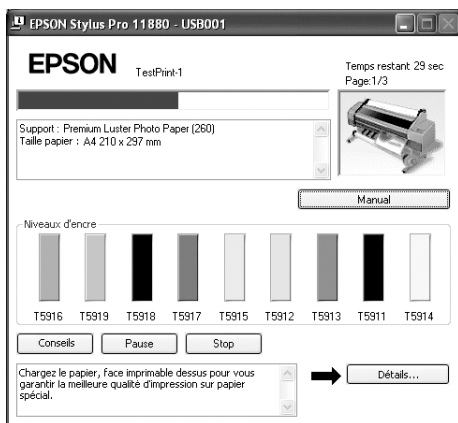 EPSON Stylus Pro 11880 - USB001
EPSON
TestPrint-1
Temps restant 29 sec
Page:1/3
Support : Premium Luster Photo Paper (260)
Taille papier : A4 210 x 297 mm
Manual
Niveaux d'encre
T5916 T5919 T5918 T5917 T5915 T5912 T5913 T5911 T5914
Conseils Pause Stop
Chargez le papier, face imprimable dessus pour vous
garantir la meilleure qualité d'impression sur papier
spécial.
Détails...